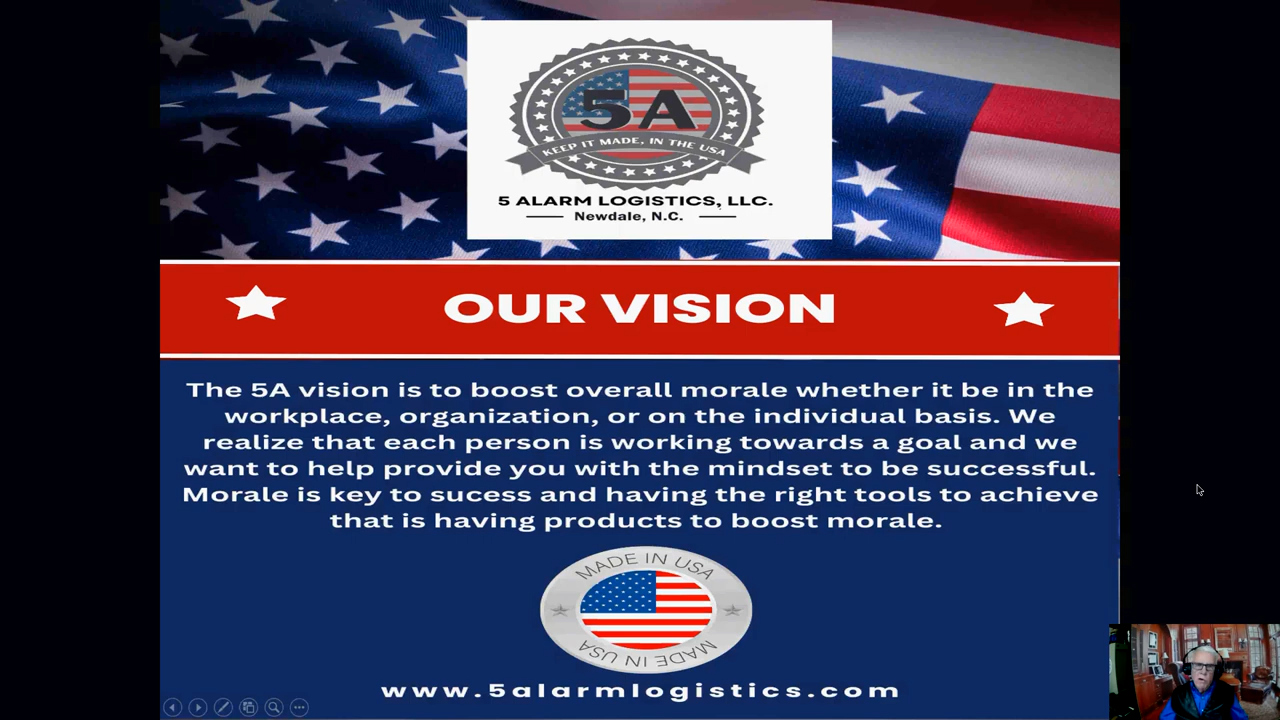 5A
KEEP IT MADE, IN THE USA
5 ALARM LOGISTICS, LLC.
Newdale, N.C.
OUR VISION
The 5A vision is to boost overall morale whether it be in the
workplace, organization, or on the individual basis. We
realize that each person is working towards a goal and we
want to help provide you with the mindset to be successful.
Morale is key to sucess and having the right tools to achieve
that is having products to boost morale.
MADE IN USA
MADE IN USA
www.5alarmlogistics.com